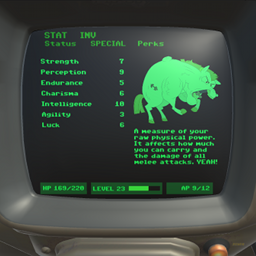 STAT INV
Status SPECIAL Perks
Strength 7
Perception 9
Endurance 5
Charisma 6
Intelligence 10
Agility 3
Luck 6
A measure of your
raw physical power.
It affects how much
you can carry and
the damage of all
melee attacks. YEAH!
HP 169/220 LEVEL 23 AP 9/12